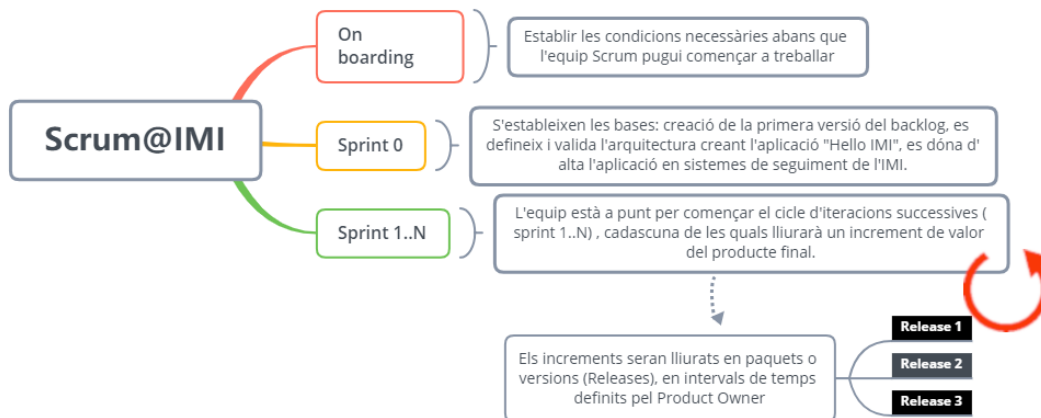 On
boarding
Establir les condicions necessàries abans que
l'equip Scrum pugui començar a treballar
Scrum@IMI
Sprint 0
S'estableixen les bases: creació de la primera versió del backlog, es
defineix i valida l'arquitectura creant l'aplicació "Hello IMI", es dóna d'
alta l'aplicació en sistemes de seguiment de l'IMI.
Sprint 1..N
L'equip està a punt per començar el cicle d'iteracions successives (
sprint 1..N) , cadascuna de les quals lliurarà un increment de valor
del producte final.
Els increments seran lliurats en paquets o
versions (Releases), en intervals de temps
definits pel Product Owner
Release 1
Release 2
Release 3